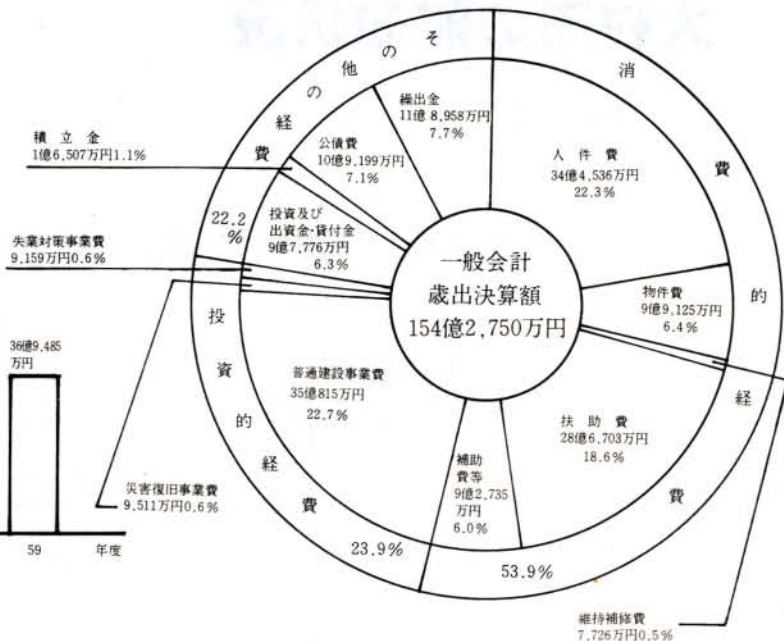 一般会計
歳出決算額
154億2,750万円
消費的経費
53.9%
人件費
34億4,536万円
22.3%
物件費
9億9,125万円
6.4%
維持補修費
7,726万円0.5%
扶助費
28億6,703万円
18.6%
補助
費等
9億2,735
万円
6.0%
投資的経費
23.9%
普通建設事業費
35億815万円
22.7%
災害復旧事業費
9,511万円0.6%
失業対策事業費
9,159万円0.6%
その他の経費
22.2
%
投資及び
出資金・貸付金
9億7,776万円
6.3%
積立金
1億6,507万円1.1%
公債費
10億9,199万円
7.1%
繰出金
11億8,958万円
7.7%
36億9,485
万円
59 年度